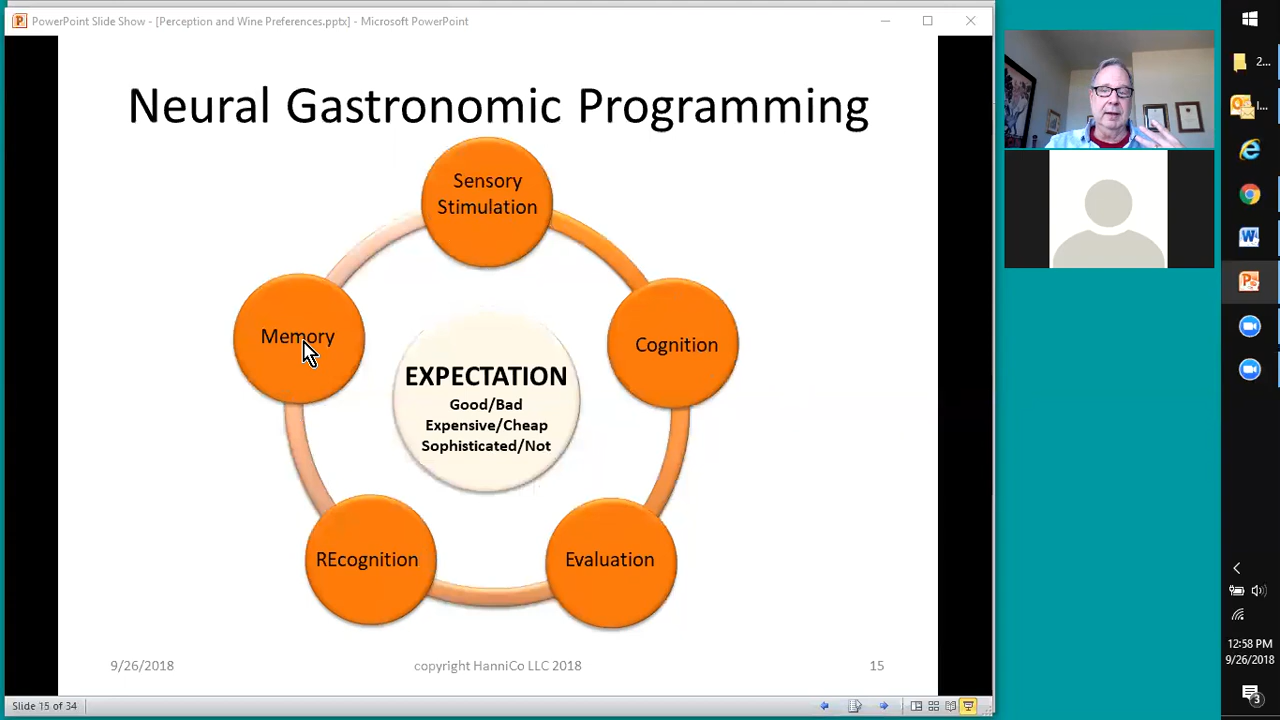 PowerPoint Slide Show - [Perception and Wine Preferences.pptx] - Microsoft PowerPoint
Neural Gastronomic Programming
Sensory
Stimulation
Memory
Cognition
EXPECTATION
Good/Bad
Expensive/Cheap
Sophisticated/Not
REcognition
Evaluation
9/26/2018
copyright HanniCo LLC 2018
15
Slide 15 of 34
2...
I...
12:58 PM
9/26/2018
3